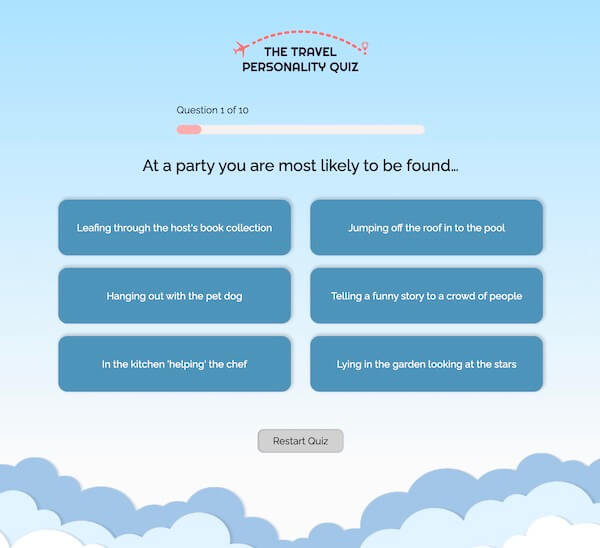 THE TRAVEL
PERSONALITY QUIZ
Question 1 of 10
At a party you are most likely to be found...
Leafing through the host's book collection
Jumping off the roof in to the pool
Hanging out with the pet dog
Telling a funny story to a crowd of people
In the kitchen 'helping' the chef
Lying in the garden looking at the stars
Restart Quiz